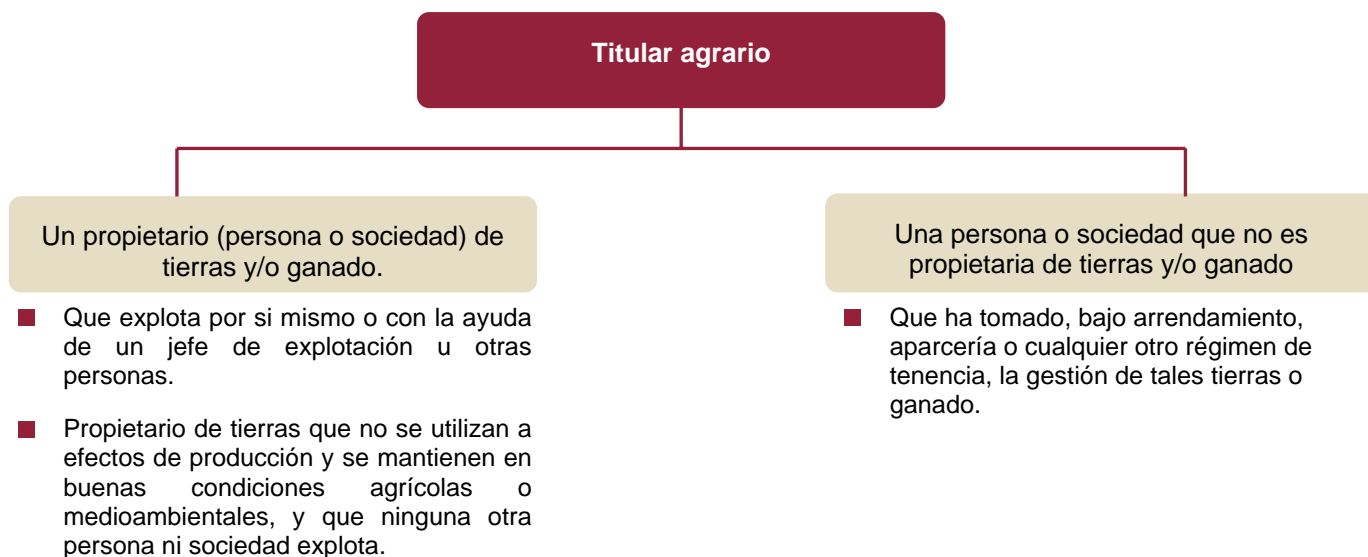 Titular agrario
Un propietario (persona o sociedad) de
tierras y/o ganado.
Que explota por si mismo o con la ayuda
de un jefe de explotación u otras
personas.
Propietario de tierras que no se utilizan a
efectos de producción y se mantienen en
buenas condiciones agrícolas o
medioambientales, y que ninguna otra
persona ni sociedad explota.
Una persona o sociedad que no es
propietaria de tierras y/o ganado
Que ha tomado, bajo arrendamiento,
aparcería o cualquier otro régimen de
tenencia, la gestión de tales tierras o
ganado.